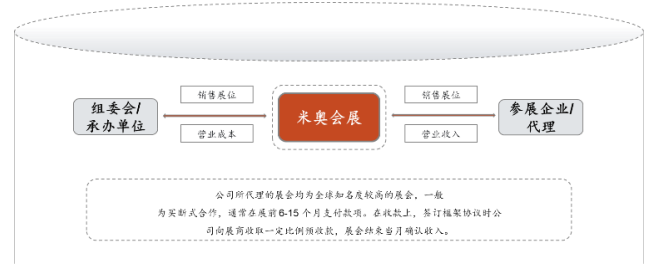 组委会/
承办单位
销售展位
营业成本
米奥会展
销售展位
营业收入
参展企业/
代理
公司所代理的展会均为全球知名度较高的展会，一般
为买断式合作，通常在展前6-15个月支付款项。在收款上，签订框架协议时公
司向展商收取一定比例预收款，展会结束当月确认收入。